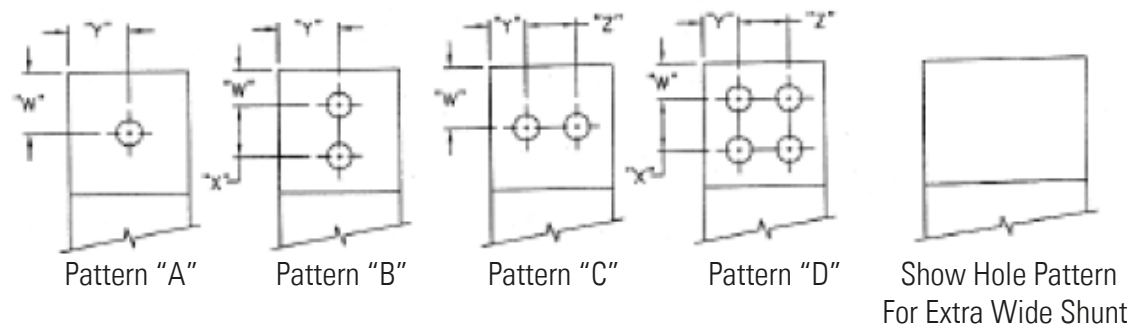 "Y"
"W"
"Y"
"W"
"X"
"Y" "Z"
"W"
"Y" "Z"
"W"
"X"
Pattern “A”
Pattern “B”
Pattern “C”
Pattern “D”
Show Hole Pattern
For Extra Wide Shunt